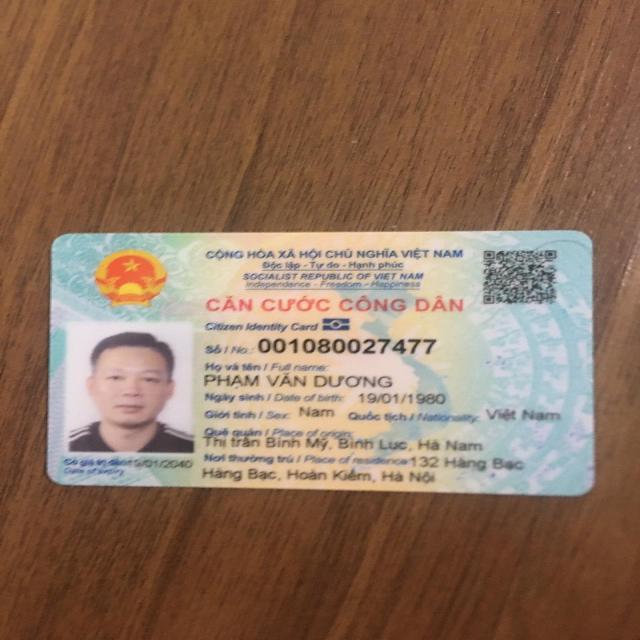 CỘNG HÒA XÃ HỘI CHỦ NGHĨA VIỆT NAM
Độc lập - Tự do - Hạnh phúc
SOCIALIST REPUBLIC OF VIET NAM
Independence - Freedom - Happiness
CĂN CƯỚC CÔNG DÂN
Citizen Identity Card
Số / No.: 001080027477
Họ và tên / Full name:
PHẠM VĂN DƯƠNG
Ngày sinh / Date of birth: 19/01/1980
Giới tính / Sex: Nam Quốc tịch / Nationality: Việt Nam
Quê quán / Place of origin:
Thị trấn Bình Mỹ, Bình Lục, Hà Nam
Nơi thường trú / Place of residence 132 Hàng Bạc
Hàng Bạc, Hoàn Kiếm, Hà Nội
Có giá trị đến 19/01/2040
Date of expiry